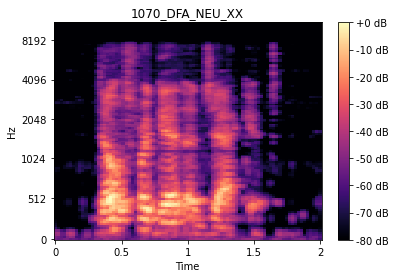 1070_DFA_NEU_XX
+0 dB
8192
-10 dB
4096
-20 dB
-30 dB
2048
Hz
-40 dB
1024
-50 dB
512
-60 dB
-70 dB
0
-80 dB
0
0.5
1
1.5
2
Time